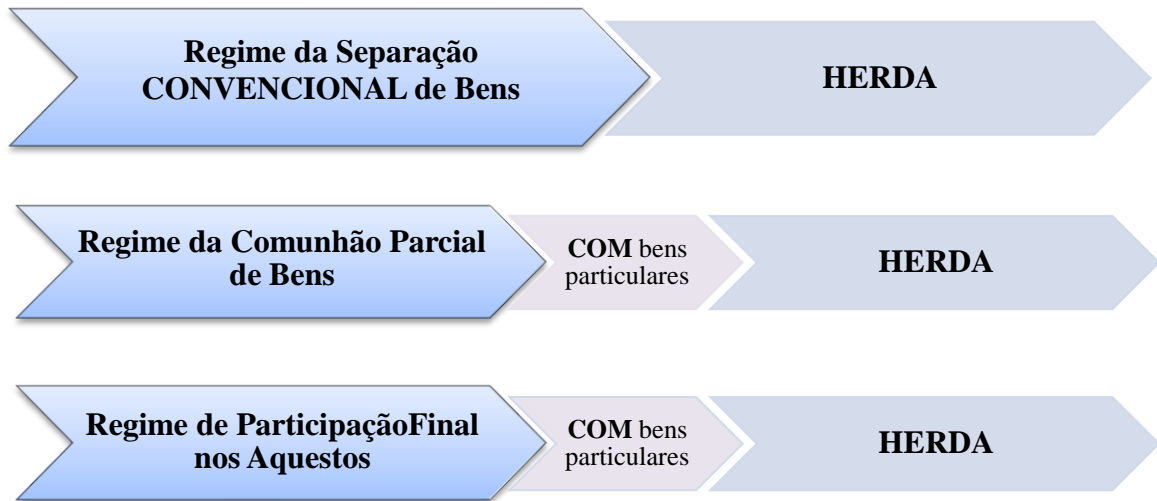 Regime da Separação
CONVENCIONAL de Bens
HERDA
Regime da Comunhão Parcial
de Bens
COM bens
particulares
HERDA
Regime de ParticipaçãoFinal
nos Aquestos
COM bens
particulares
HERDA